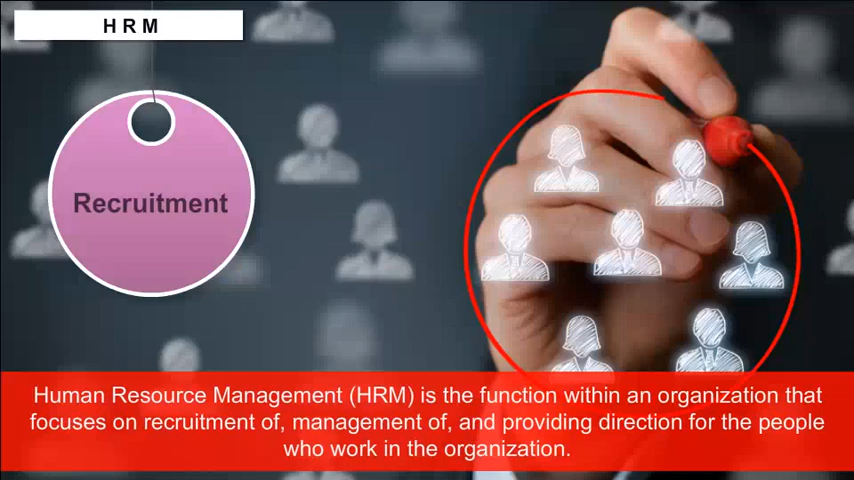 H R M
Recruitment
Human Resource Management (HRM) is the function within an organization that
focuses on recruitment of, management of, and providing direction for the people
who work in the organization.